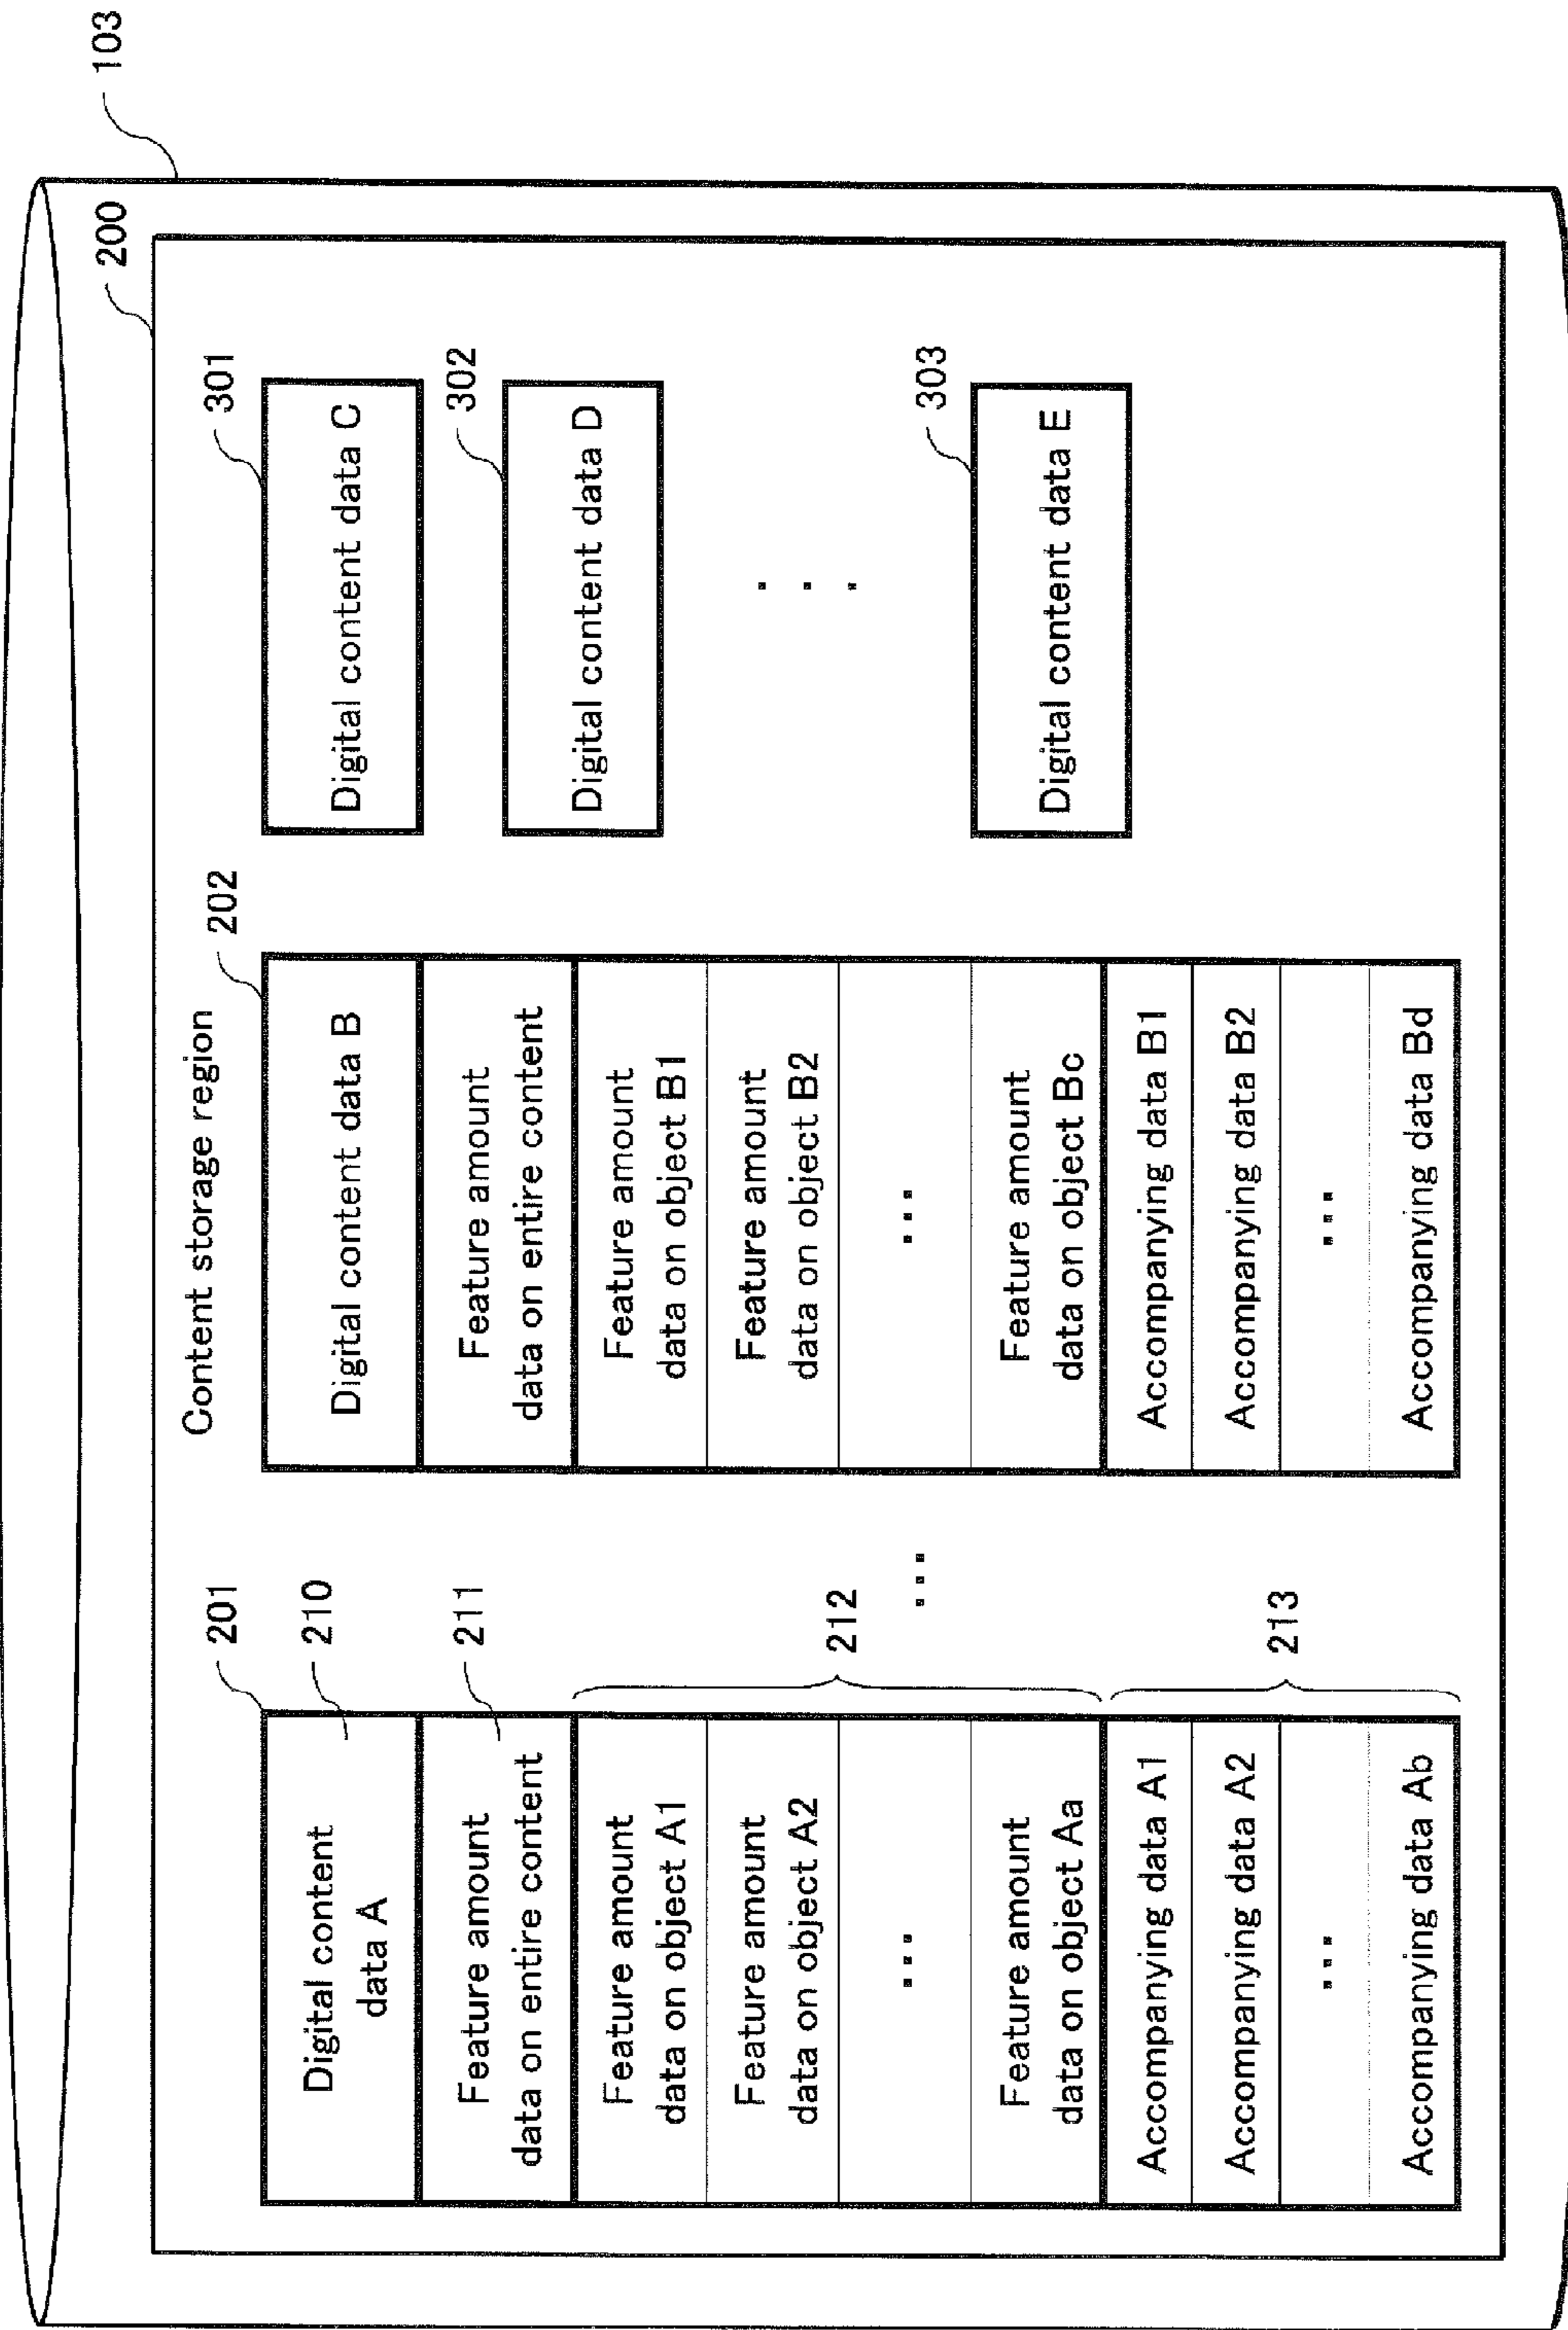 103
200
Content storage region
201
210
Digital content
data A
211
Feature amount
data on entire content
Feature amount
data on object A1
Feature amount
data on object A2
...
Feature amount
data on object Aa
212
Accompanying data A1
Accompanying data A2
...
Accompanying data Ab
213
...
202
Digital content data B
Feature amount
data on entire content
Feature amount
data on object B1
Feature amount
data on object B2
...
Feature amount
data on object Bc
Accompanying data B1
Accompanying data B2
...
Accompanying data Bd
301
Digital content data C
302
Digital content data D
...
303
Digital content data E